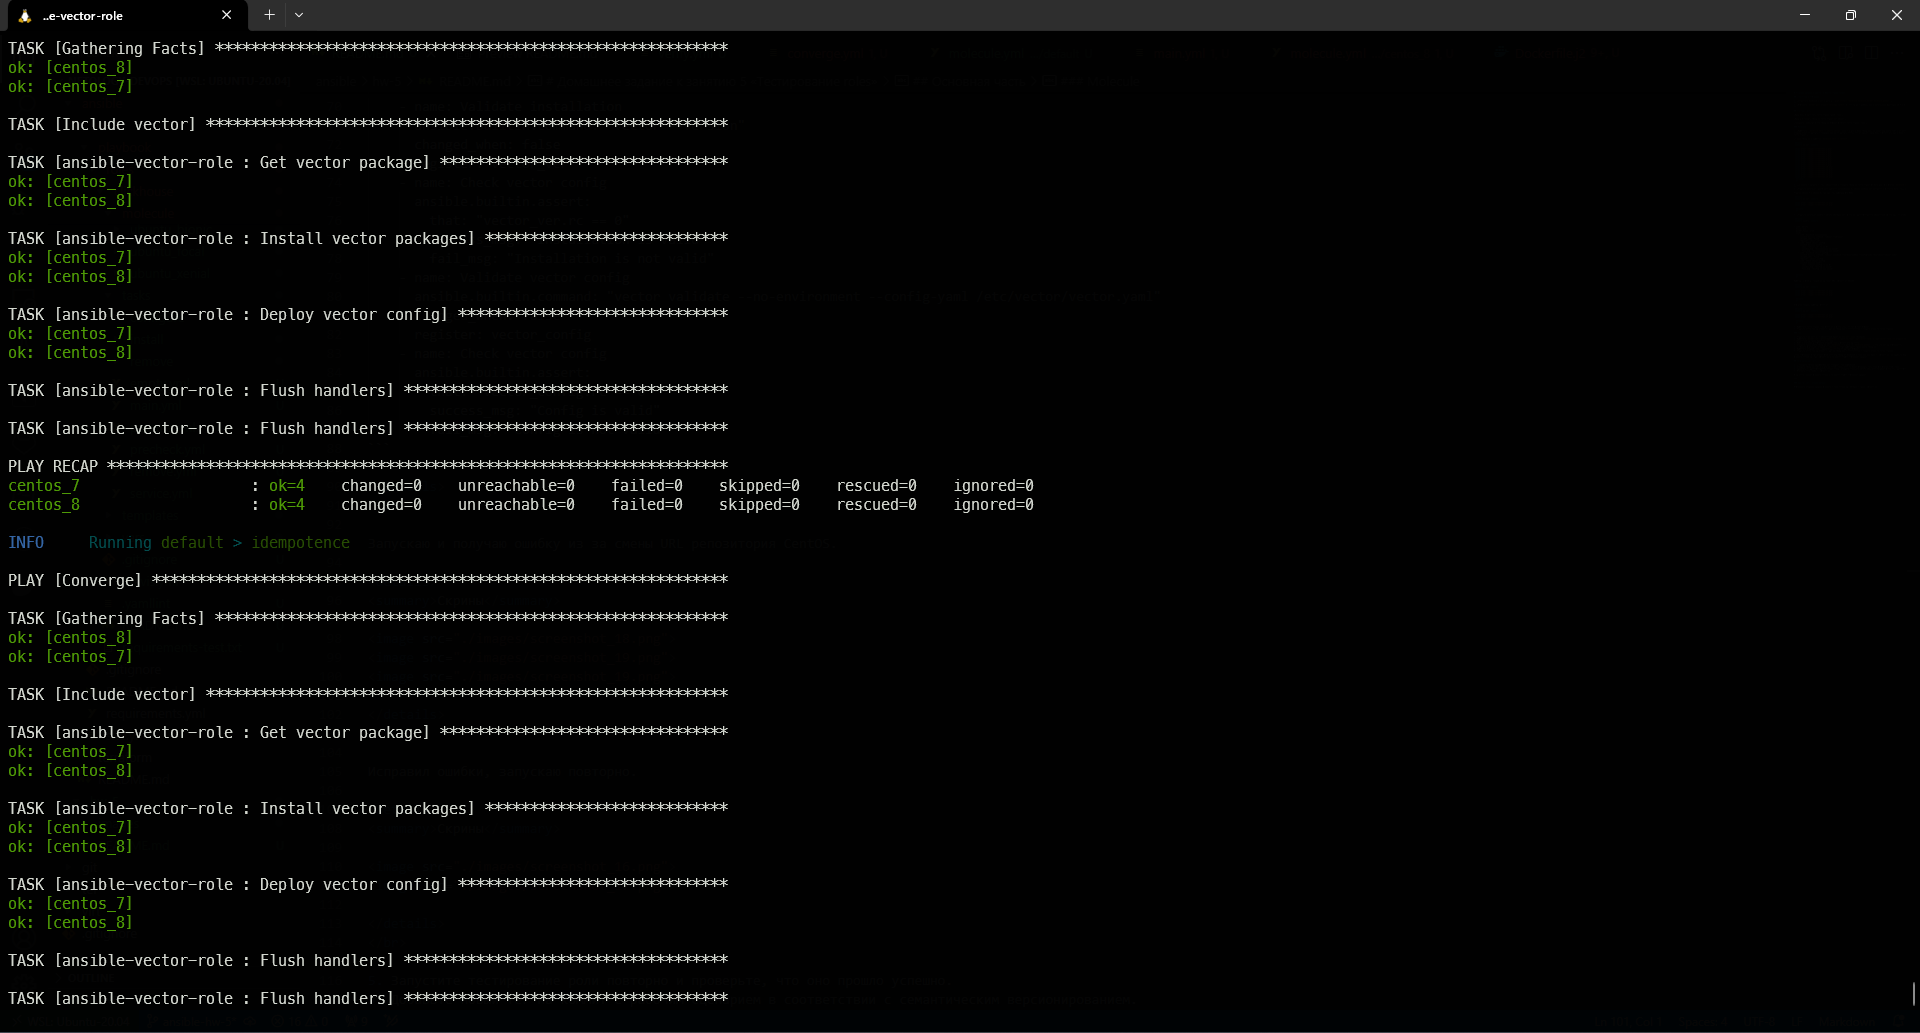 ..e-vector-role
TASK [Gathering Facts] *********************************************************
ok: [centos_8]
ok: [centos_7]
TASK [Include vector] **********************************************************
TASK [ansible-vector-role : Get vector package] ********************************
ok: [centos_7]
ok: [centos_8]
TASK [ansible-vector-role : Install vector packages] ***************************
ok: [centos_7]
ok: [centos_8]
TASK [ansible-vector-role : Deploy vector config] ******************************
ok: [centos_7]
ok: [centos_8]
TASK [ansible-vector-role : Flush handlers] ************************************
TASK [ansible-vector-role : Flush handlers] ************************************
PLAY RECAP *********************************************************************
centos_7                   : ok=4    changed=0    unreachable=0    failed=0    skipped=0    rescued=0    ignored=0
centos_8                   : ok=4    changed=0    unreachable=0    failed=0    skipped=0    rescued=0    ignored=0
INFO     Running default > idempotence
PLAY [Converge] ****************************************************************
TASK [Gathering Facts] *********************************************************
ok: [centos_8]
ok: [centos_7]
TASK [Include vector] **********************************************************
TASK [ansible-vector-role : Get vector package] ********************************
ok: [centos_7]
ok: [centos_8]
TASK [ansible-vector-role : Install vector packages] ***************************
ok: [centos_7]
ok: [centos_8]
TASK [ansible-vector-role : Deploy vector config] ******************************
ok: [centos_7]
ok: [centos_8]
TASK [ansible-vector-role : Flush handlers] ************************************
TASK [ansible-vector-role : Flush handlers] ************************************